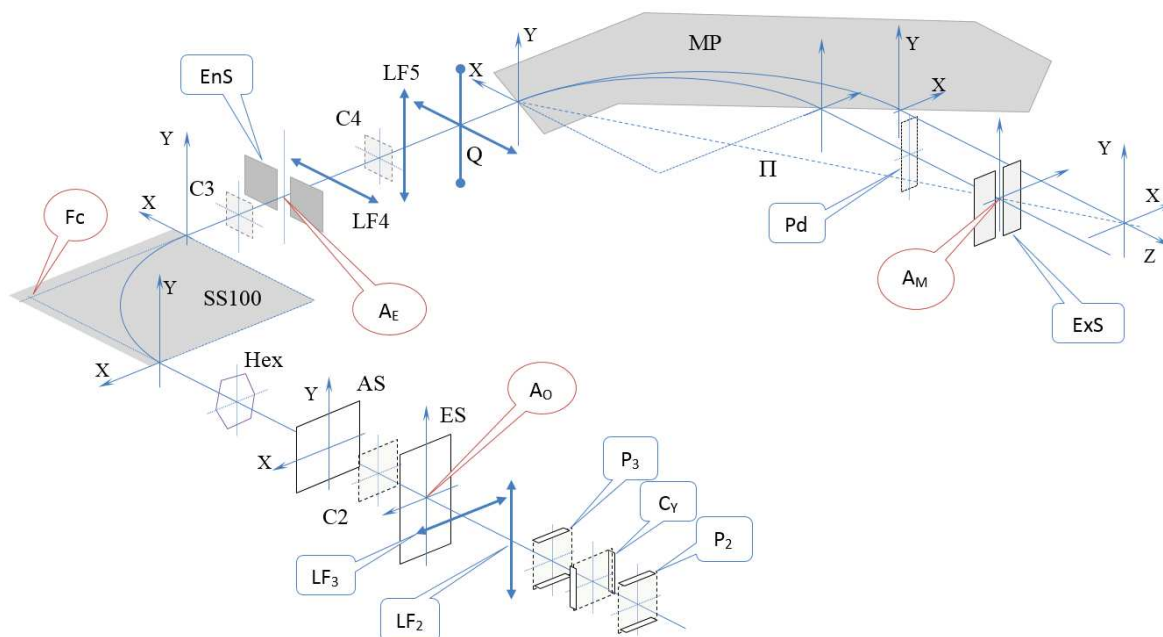 Y
MP
EnS
LF5
X
X
C4
Y
Q
Y
C3
Π
X
X
Fc
LF4
Pd
Z
SS100
A_E
A_M
Y
ExS
Hex
X
AS
Y
ES
A_O
X
P_3
C_Y
C2
P_2
LF_3
LF_2